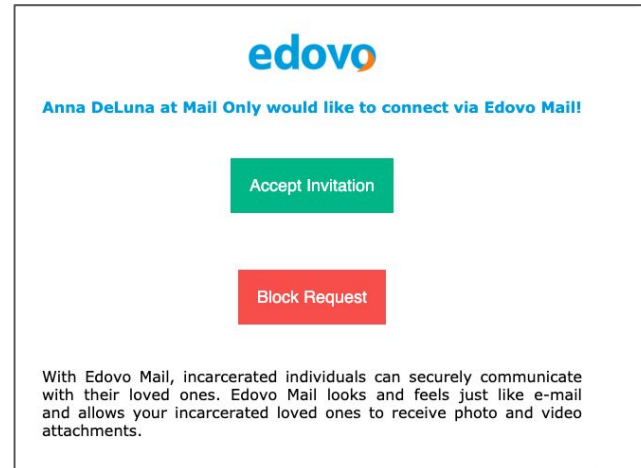 edovo
Anna DeLuna at Mail Only would like to connect via Edovo Mail!
Accept Invitation
Block Request
With Edovo Mail, incarcerated individuals can securely communicate
with their loved ones. Edovo Mail looks and feels just like e-mail
and allows your incarcerated loved ones to receive photo and video
attachments.